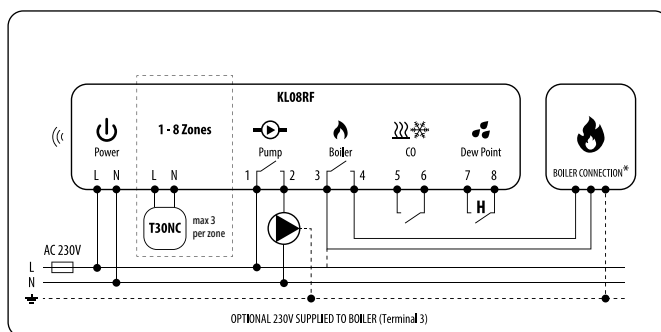 KL08RF
1 - 8 Zones
Power
Pump
Boiler
CO
Dew Point
BOILER CONNECTION*
L N L N 1 2 3 4 5 6 7 8
H
T30NC
max 3
per zone
AC 230V
L
N
OPTIONAL 230V SUPPLIED TO BOILER (Terminal 3)